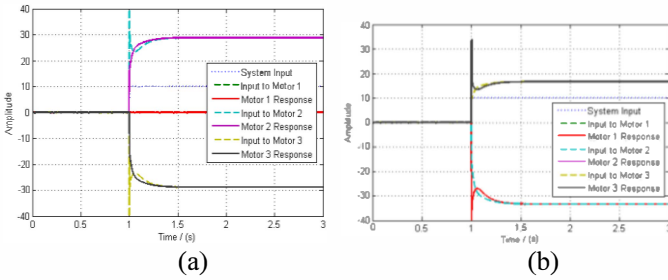 40
30
20
10
0
-10
-20
-30
-40
Amplitude
0
0.5
1
1.5
2
2.5
3
Time / (s)
System Input
Input to Motor 1
Motor 1 Response
Input to Motor 2
Motor 2 Response
Input to Motor 3
Motor 3 Response
(a)
40
30
20
10
0
-10
-20
-30
Amplitude
0
0.5
1.0
1.5
2.0
2.5
3
Time / (s)
System Input
Input to Motor 1
Motor 1 Response
Input to Motor 2
Motor 2 Response
Input to Motor 3
Motor 3 Response
(b)